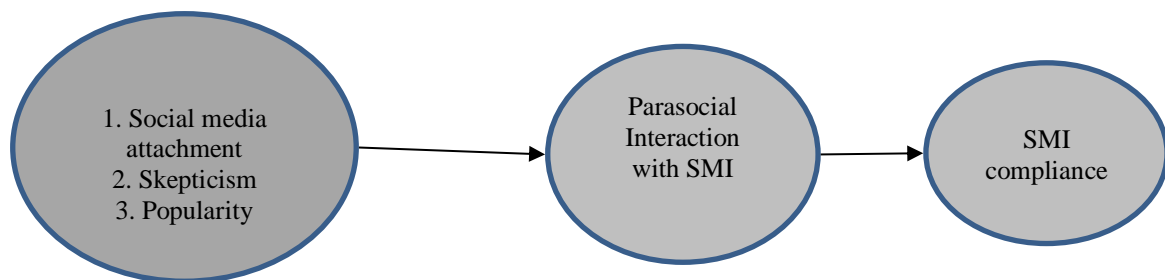 1. Social media
attachment
2. Skepticism
3. Popularity
Parasocial
Interaction
with SMI
SMI
compliance